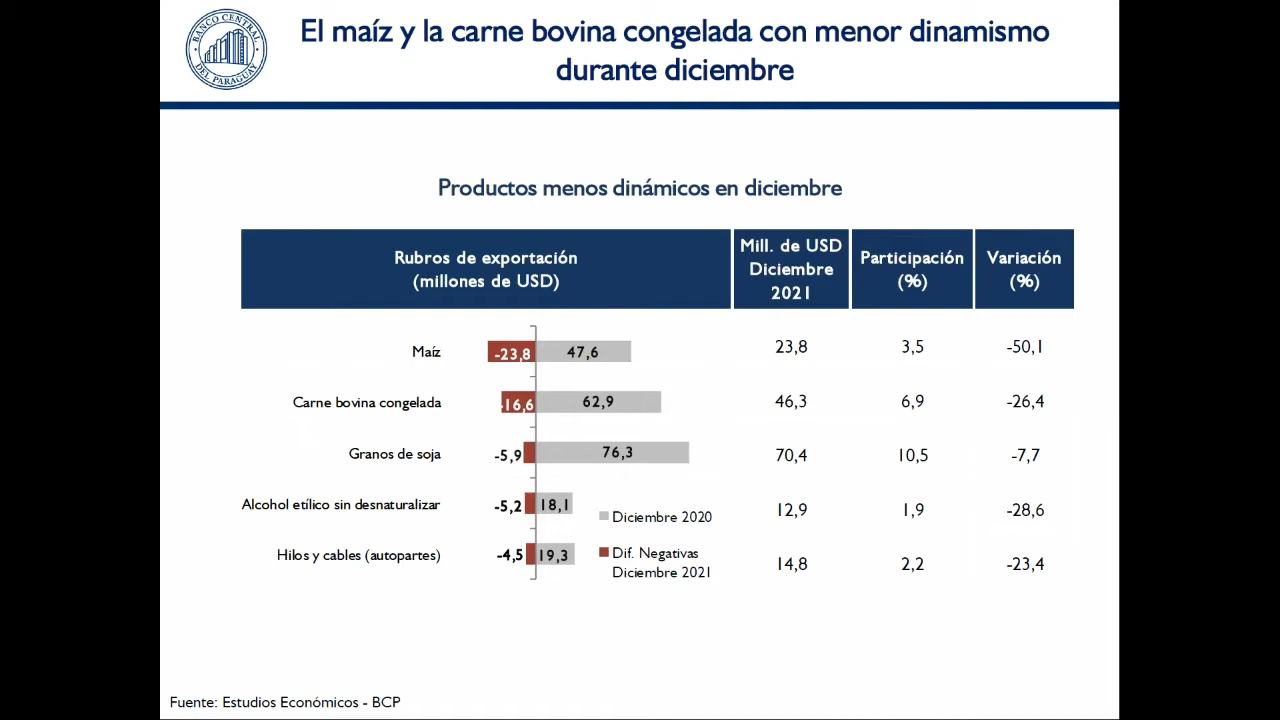 BANCO CENTRAL
DEL PARAGUAY
El maíz y la carne bovina congelada con menor dinamismo
durante diciembre
Productos menos dinámicos en diciembre
Rubros de exportación
(millones de USD)
Mill. de USD
Diciembre
2021
Participación
(%)
Variación
(%)
Maíz -23,8 47,6 23,8 3,5 -50,1
Carne bovina congelada -16,6 62,9 46,3 6,9 -26,4
Granos de soja -5,9 76,3 70,4 10,5 -7,7
Alcohol etílico sin desnaturalizar -5,2 18,1 12,9 1,9 -28,6
Hilos y cables (autopartes) -4,5 19,3 14,8 2,2 -23,4
Diciembre 2020
Dif. Negativas
Diciembre 2021
Fuente: Estudios Económicos - BCP